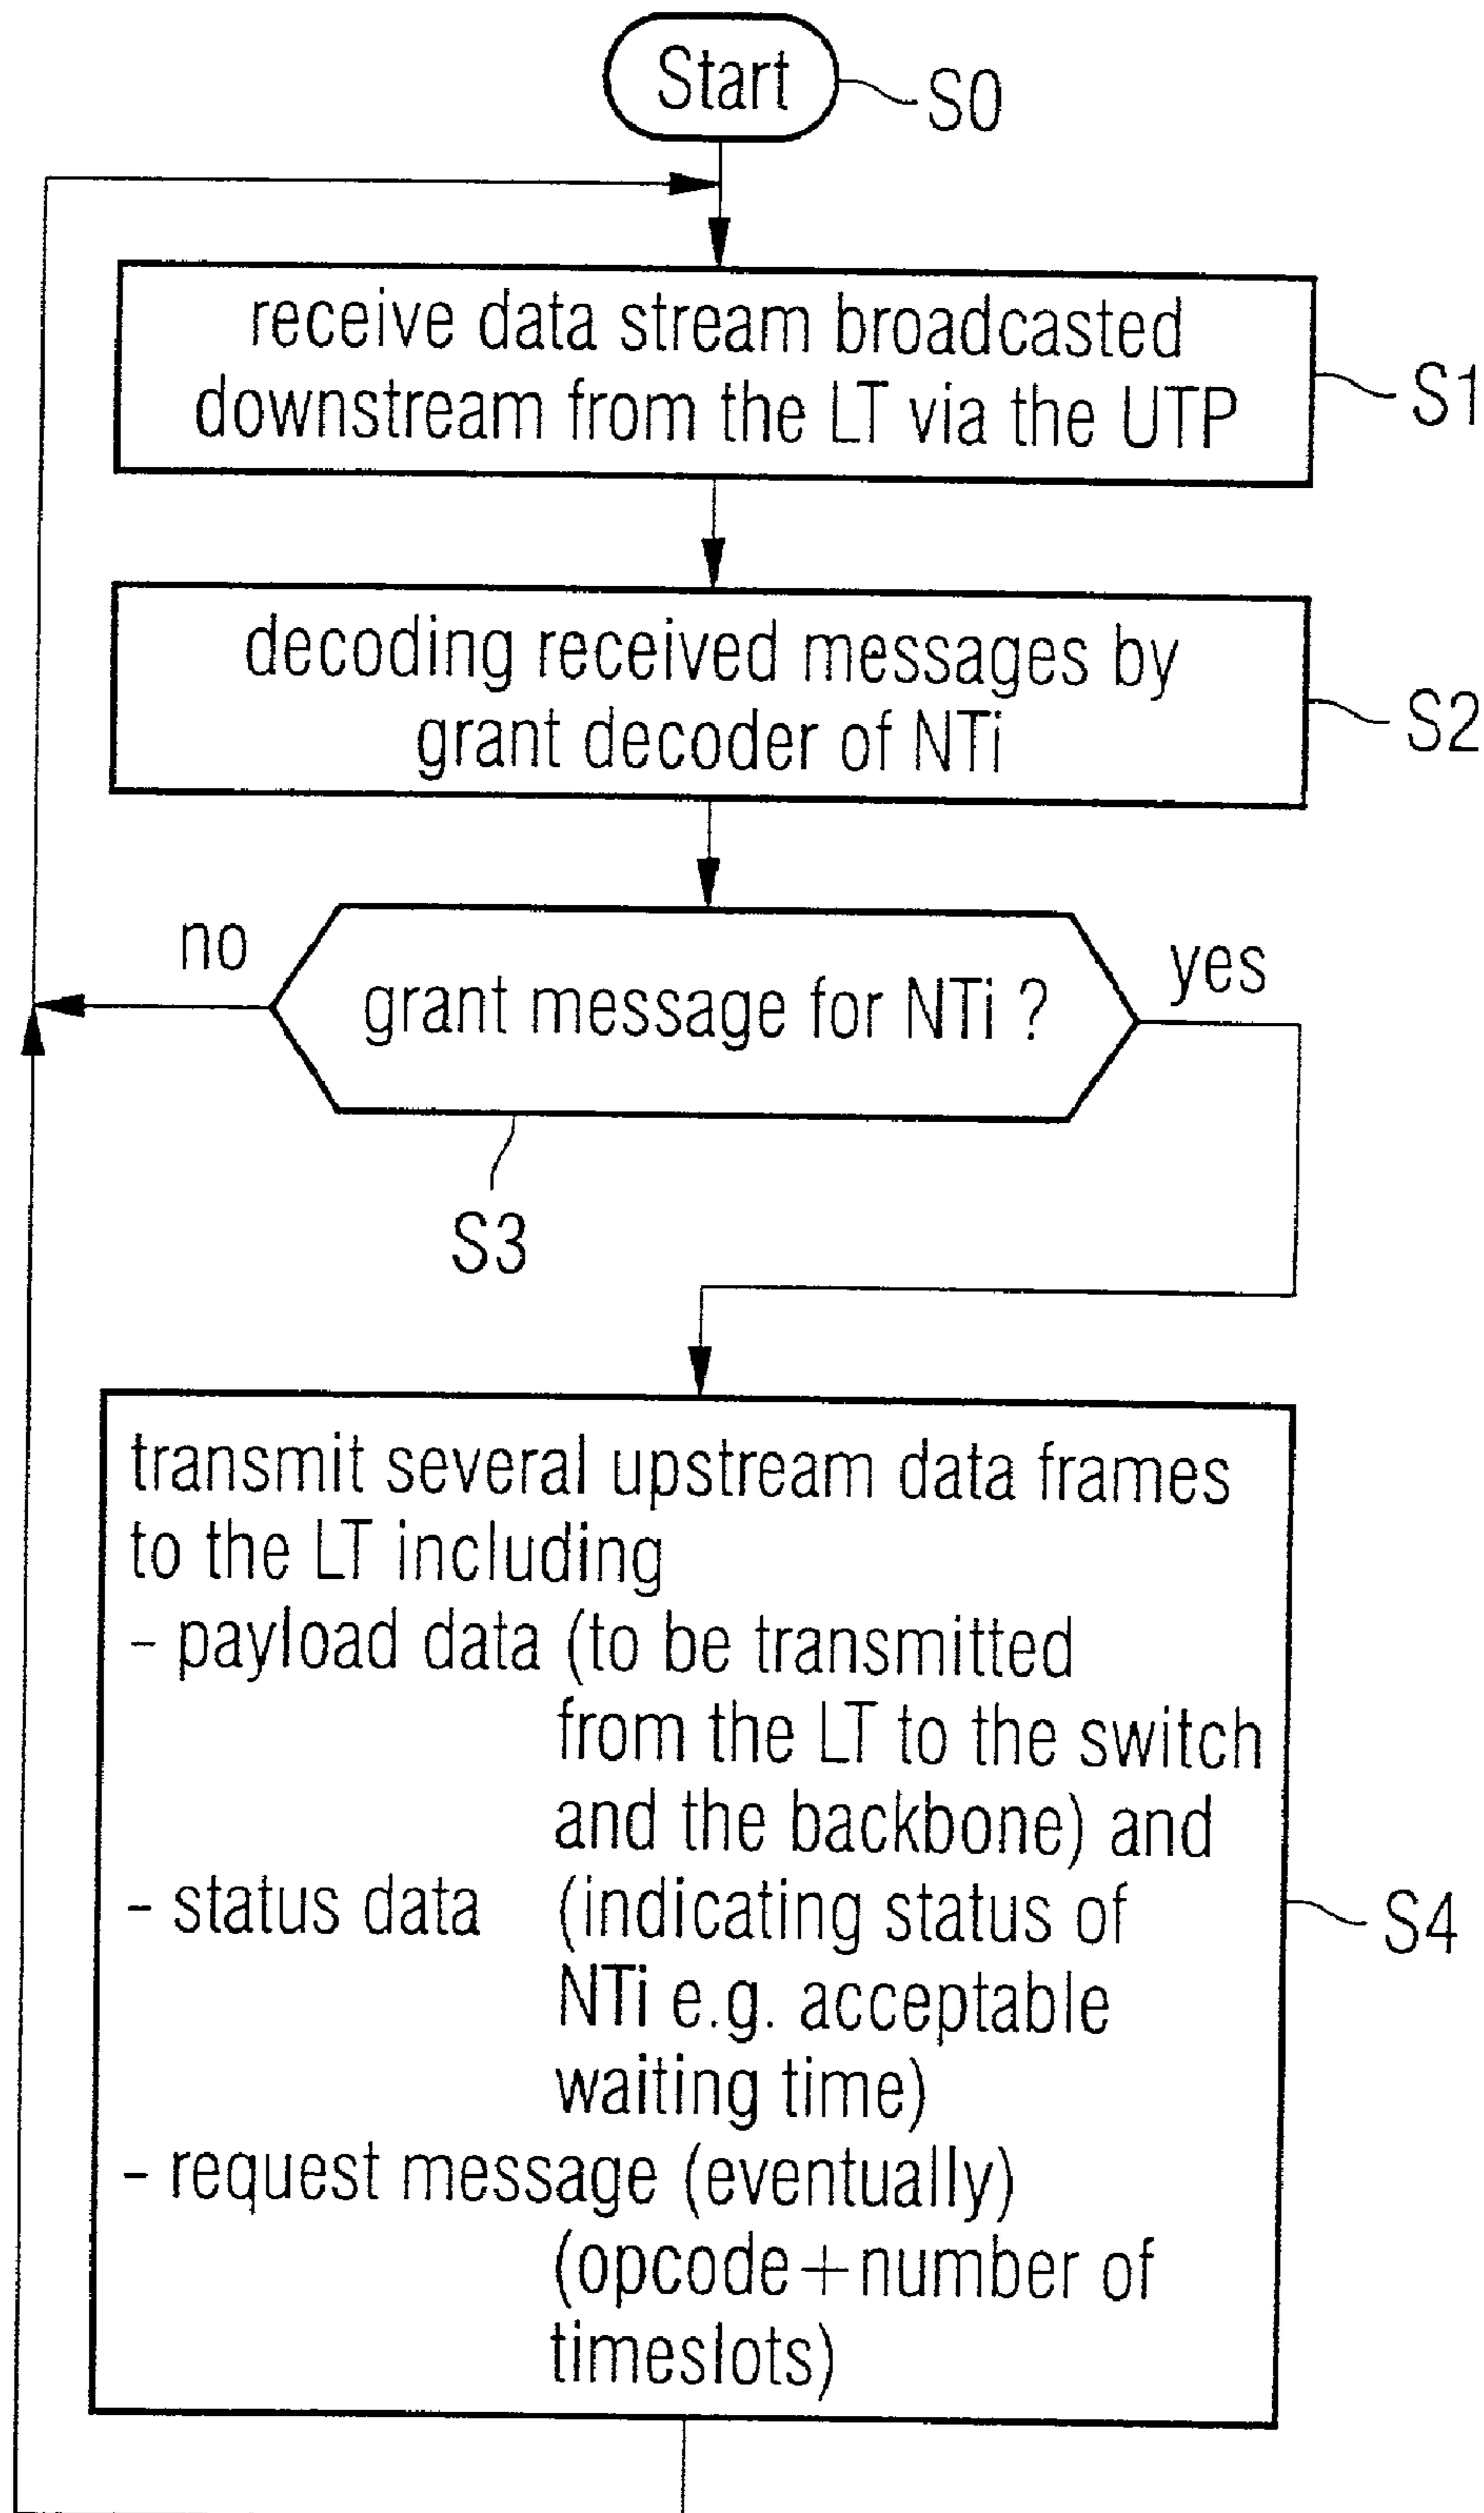 Start
S0
receive data stream broadcasted
downstream from the LT via the UTP
S1
decoding received messages by
grant decoder of NTi
S2
no
grant message for NTi ?
yes
S3
transmit several upstream data frames
to the LT including
- payload data (to be transmitted
from the LT to the switch
and the backbone) and
- status data (indicating status of
NTi e.g. acceptable
waiting time)
- request message (eventually)
(opcode+number of
timeslots)
S4